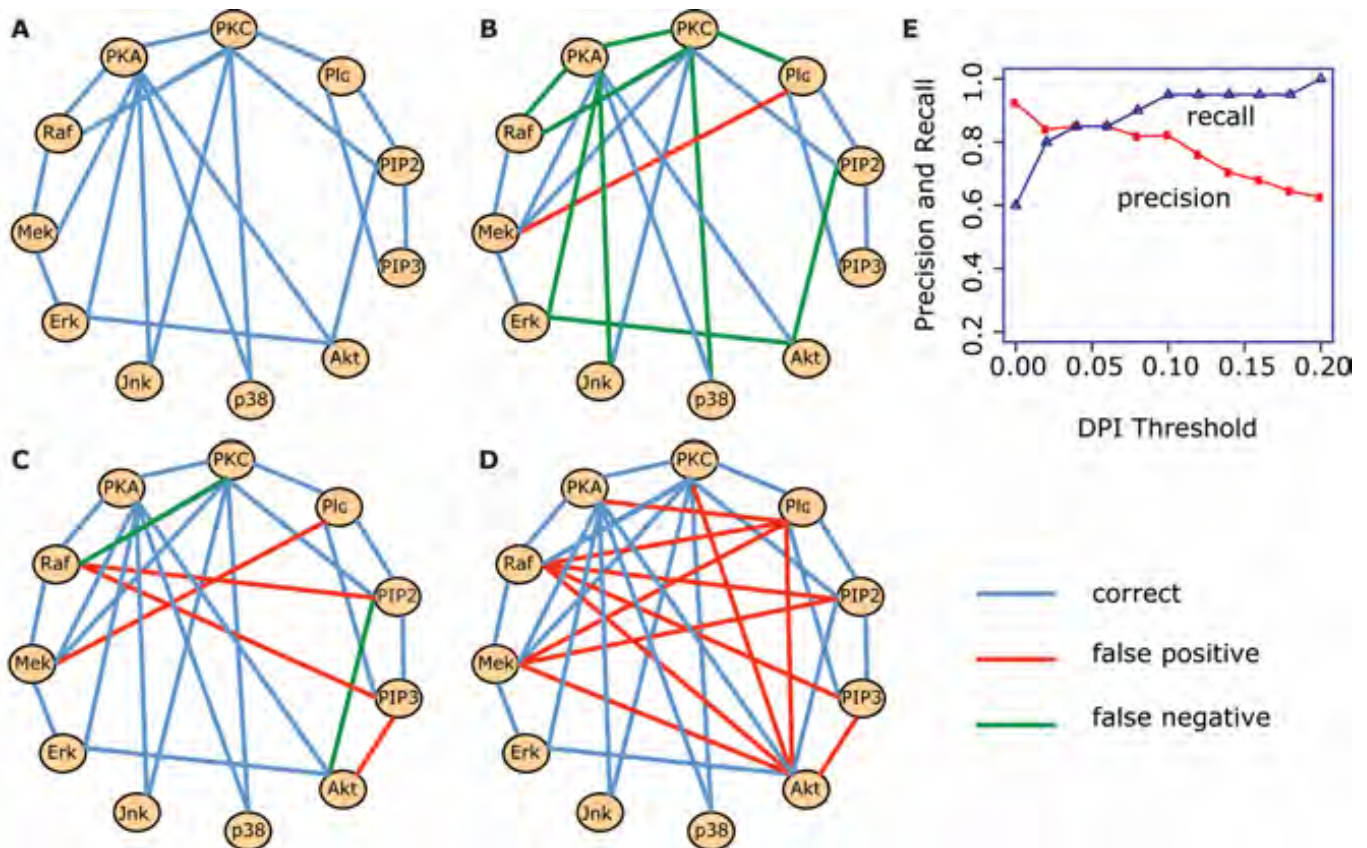 A
PKC
PKA
Plc
Raf
PIP2
Mek
PIP3
Erk
Akt
Jnk
p38
B
PKC
PKA
Plc
Raf
PIP2
Mek
PIP3
Erk
Akt
Jnk
p38
E
Precision and Recall
1.0
0.8
0.6
0.4
0.2
recall
precision
0.00
0.05
0.10
0.15
0.20
DPI Threshold
C
PKC
PKA
Plc
Raf
PIP2
Mek
PIP3
Erk
Akt
Jnk
p38
D
PKC
PKA
Plc
Raf
PIP2
Mek
PIP3
Erk
Akt
Jnk
p38
correct
false positive
false negative